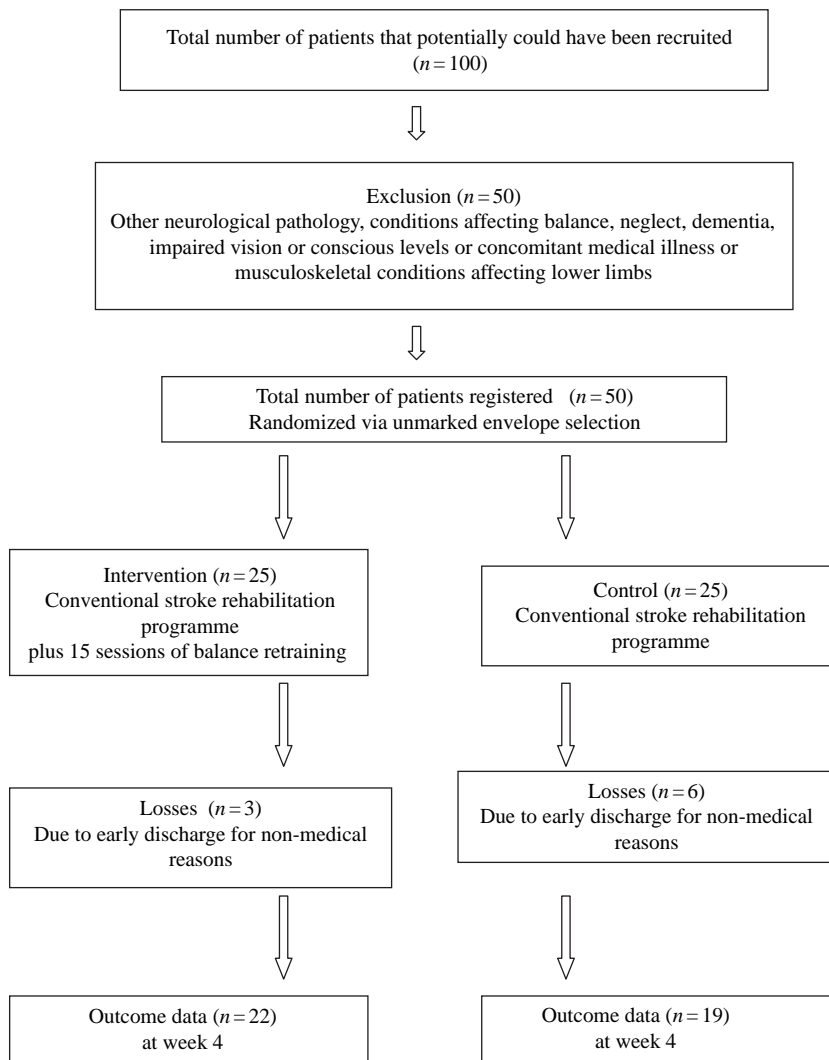 Total number of patients that potentially could have been recruited
(n=100)
Exclusion (n=50)
Other neurological pathology, conditions affecting balance, neglect, dementia,
impaired vision or conscious levels or concomitant medical illness or
musculoskeletal conditions affecting lower limbs
Total number of patients registered (n=50)
Randomized via unmarked envelope selection
Intervention (n=25)
Conventional stroke rehabilitation
programme
plus 15 sessions of balance retraining
Control (n=25)
Conventional stroke rehabilitation
programme
Losses (n=3)
Due to early discharge for non-medical
reasons
Losses (n=6)
Due to early discharge for non-medical
reasons
Outcome data (n=22)
at week 4
Outcome data (n=19)
at week 4